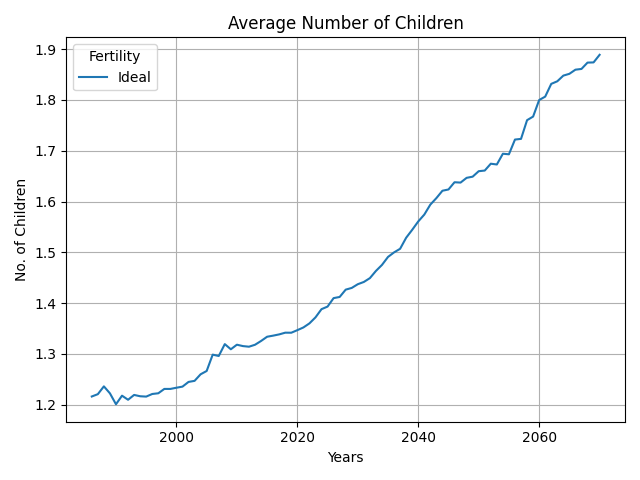 Average Number of Children
Fertility
Ideal
No. of Children
1.9
1.8
1.7
1.6
1.5
1.4
1.3
1.2
2000 2020 2040 2060
Years